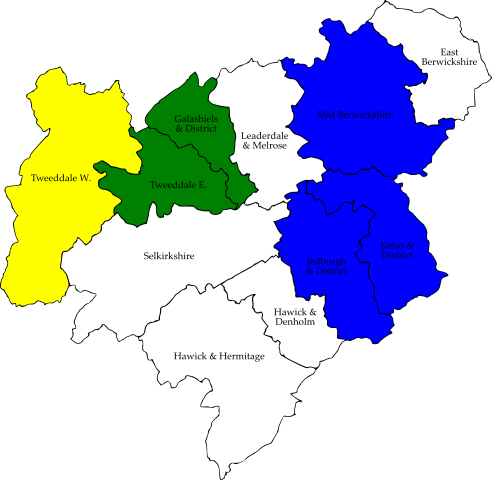 East
Berwickshire
Mid Berwickshire
Galashiels
& District
Leaderdale
& Melrose
Tweeddale W.
Tweeddale E.
Selkirkshire
Kelso &
District
Jedburgh
& District
Hawick &
Denholm
Hawick & Hermitage